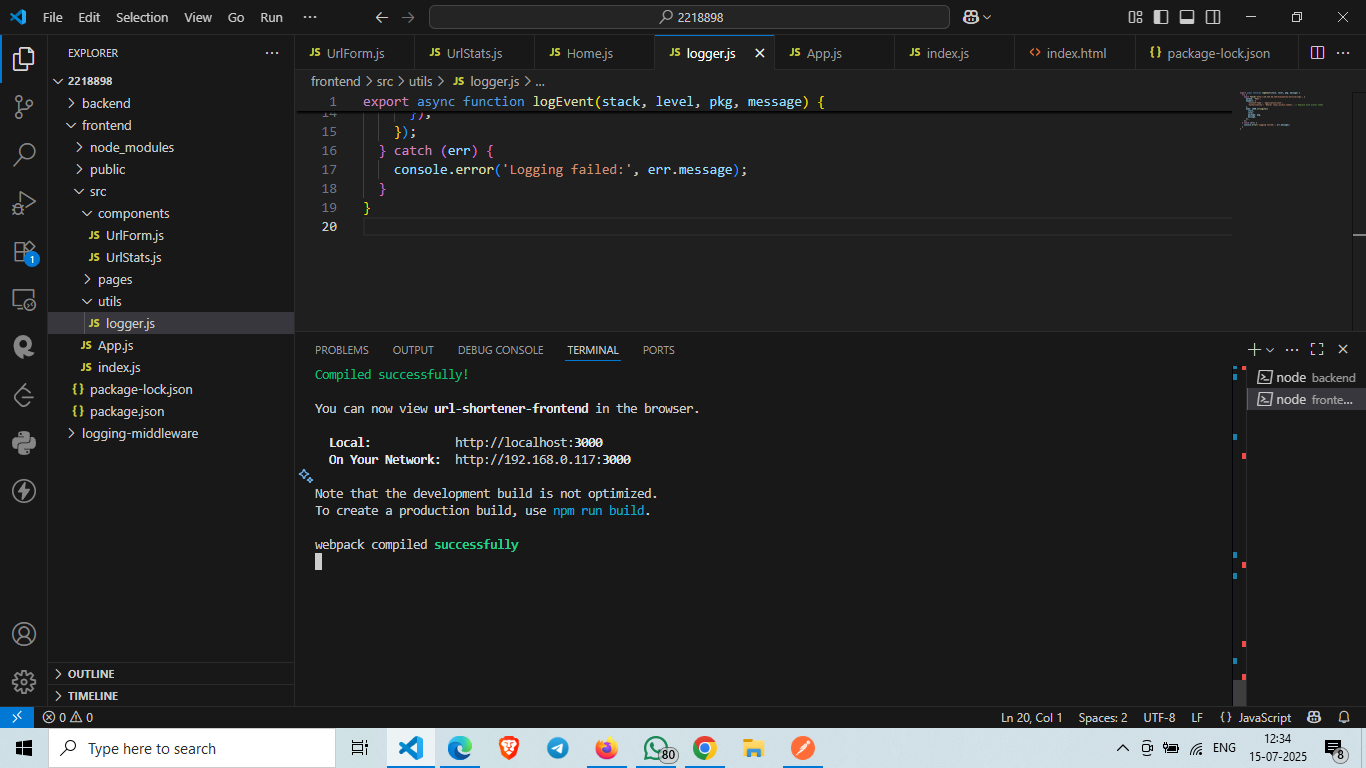 File Edit Selection View Go Run ···
2218898
EXPLORER ···
2218898
backend
frontend
node_modules
public
src
components
JS UrlForm.js
JS UrlStats.js
pages
utils
JS logger.js
JS App.js
JS index.js
{} package-lock.json
{} package.json
logging-middleware
OUTLINE
TIMELINE
1
JS UrlForm.js JS UrlStats.js JS Home.js JS logger.js JS App.js JS index.js <> index.html {} package-lock.json ···
frontend > src > utils > JS logger.js > ...
1 export async function logEvent(stack, level, pkg, message) {
14 });
15 });
16 } catch (err) {
17 console.error('Logging failed:', err.message);
18 }
19 }
20
PROBLEMS OUTPUT DEBUG CONSOLE TERMINAL PORTS
Compiled successfully!
You can now view url-shortener-frontend in the browser.
Local: http://localhost:3000
On Your Network: http://192.168.0.117:3000
Note that the development build is not optimized.
To create a production build, use npm run build.
webpack compiled successfully
node backend
node fronte...
0 0
Ln 20, Col 1 Spaces: 2 UTF-8 LF {} JavaScript
Type here to search
80
ENG
12:34
15-07-2025
8